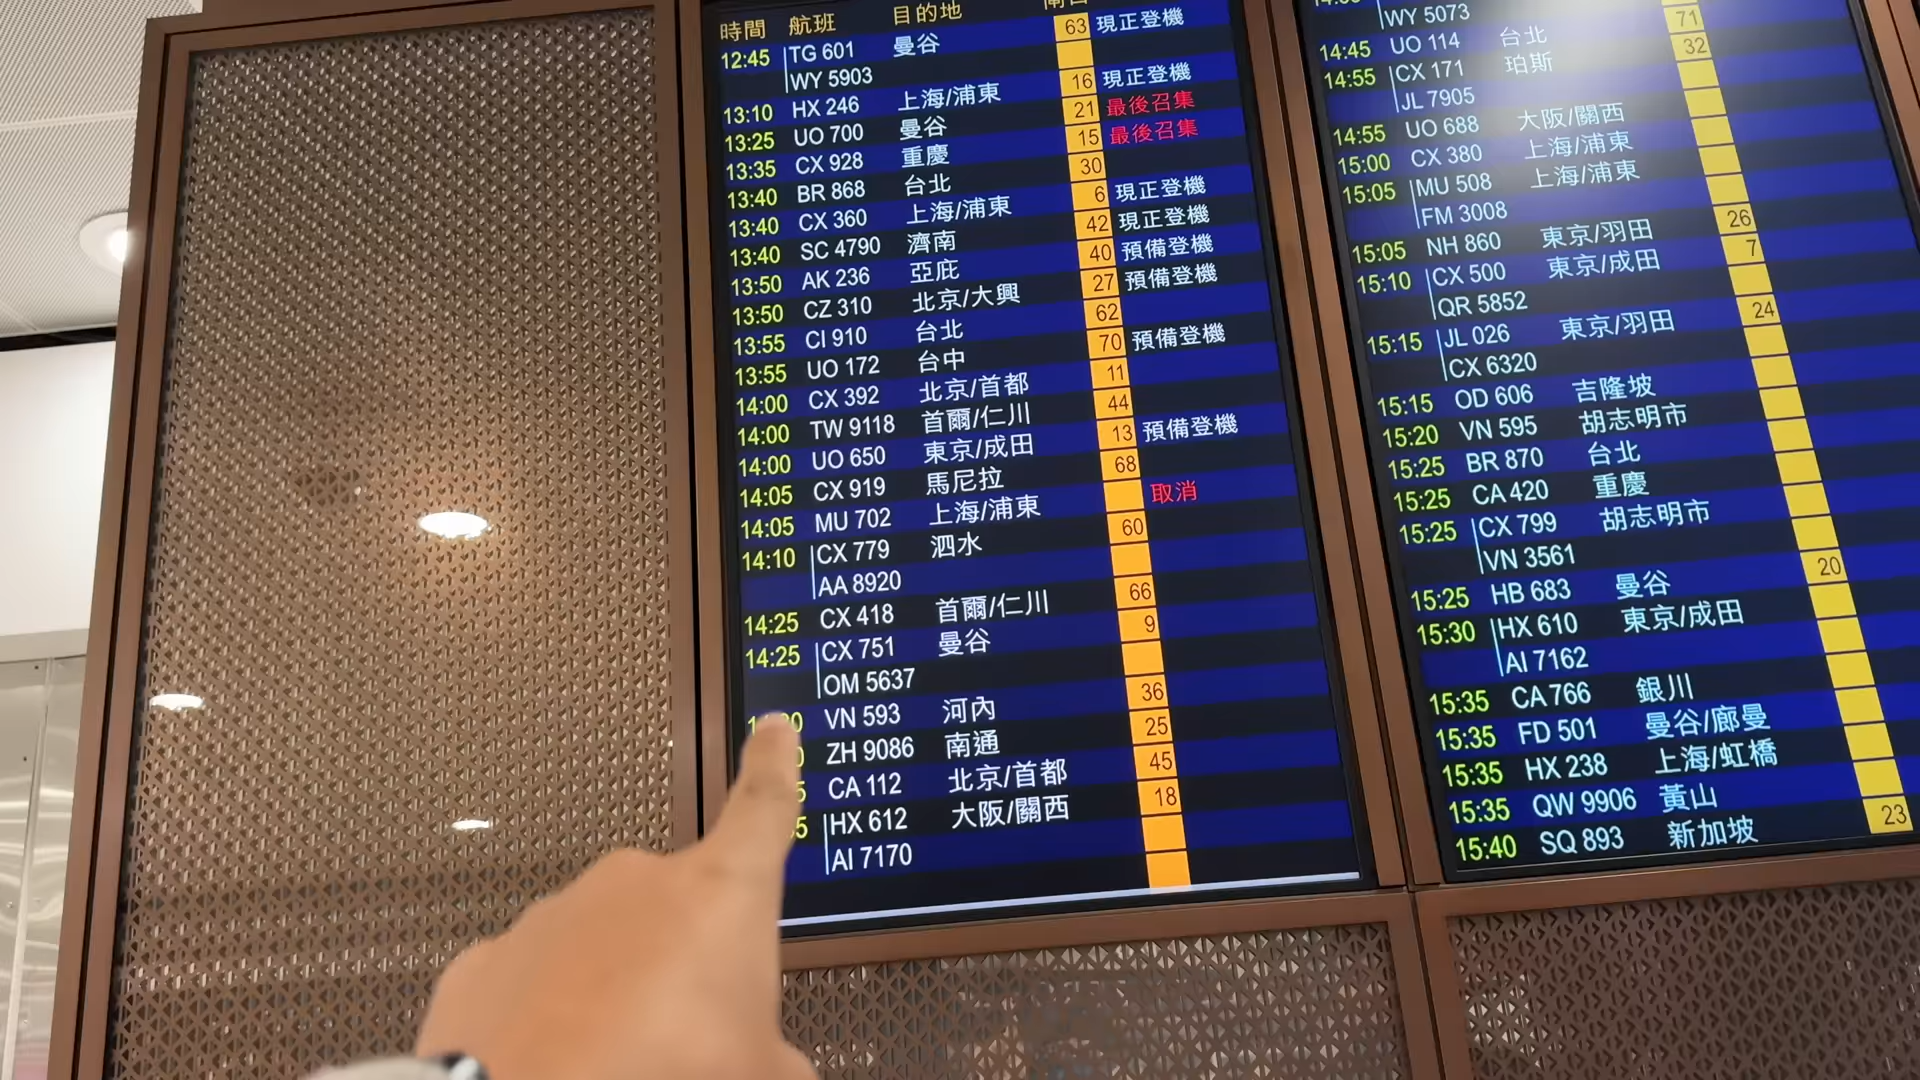 時間 航班 目的地
12:45 TG 601 曼谷 63 現正登機
WY 5903
13:10 HX 246 上海/浦東 16 現正登機
13:25 UO 700 曼谷 21 最後召集
13:35 CX 928 重慶 15 最後召集
13:40 BR 868 台北 30
13:40 CX 360 上海/浦東 6 現正登機
13:40 SC 4790 濟南 42 現正登機
13:50 AK 236 亞庇 40 預備登機
13:50 CZ 310 北京/大興 27 預備登機
13:55 CI 910 台北 62
13:55 UO 172 台中 70 預備登機
14:00 CX 392 北京/首都 11
14:00 TW 9118 首爾/仁川 44
14:00 UO 650 東京/成田 13 預備登機
14:05 CX 919 馬尼拉 68
14:05 MU 702 上海/浦東 取消
14:10 CX 779 泗水 60
AA 8920
14:25 CX 418 首爾/仁川 66
14:25 CX 751 曼谷 9
OM 5637
VN 593 河內 36
ZH 9086 南通 25
CA 112 北京/首都 45
HX 612 大阪/關西 18
AI 7170
WY 5073
14:45 UO 114 台北 71
14:55 CX 171 珀斯 32
JL 7905
14:55 UO 688 大阪/關西
15:00 CX 380 上海/浦東
15:05 MU 508 上海/浦東
FM 3008
15:05 NH 860 東京/羽田 26
15:10 CX 500 東京/成田 7
QR 5852
15:15 JL 026 東京/羽田 24
CX 6320
15:15 OD 606 吉隆坡
15:20 VN 595 胡志明市
15:25 BR 870 台北
15:25 CA 420 重慶
15:25 CX 799 胡志明市
VN 3561
15:25 HB 683 曼谷 20
15:30 HX 610 東京/成田
AI 7162
15:35 CA 766 銀川
15:35 FD 501 曼谷/廊曼
15:35 HX 238 上海/虹橋
15:35 QW 9906 黃山
15:40 SQ 893 新加坡 23